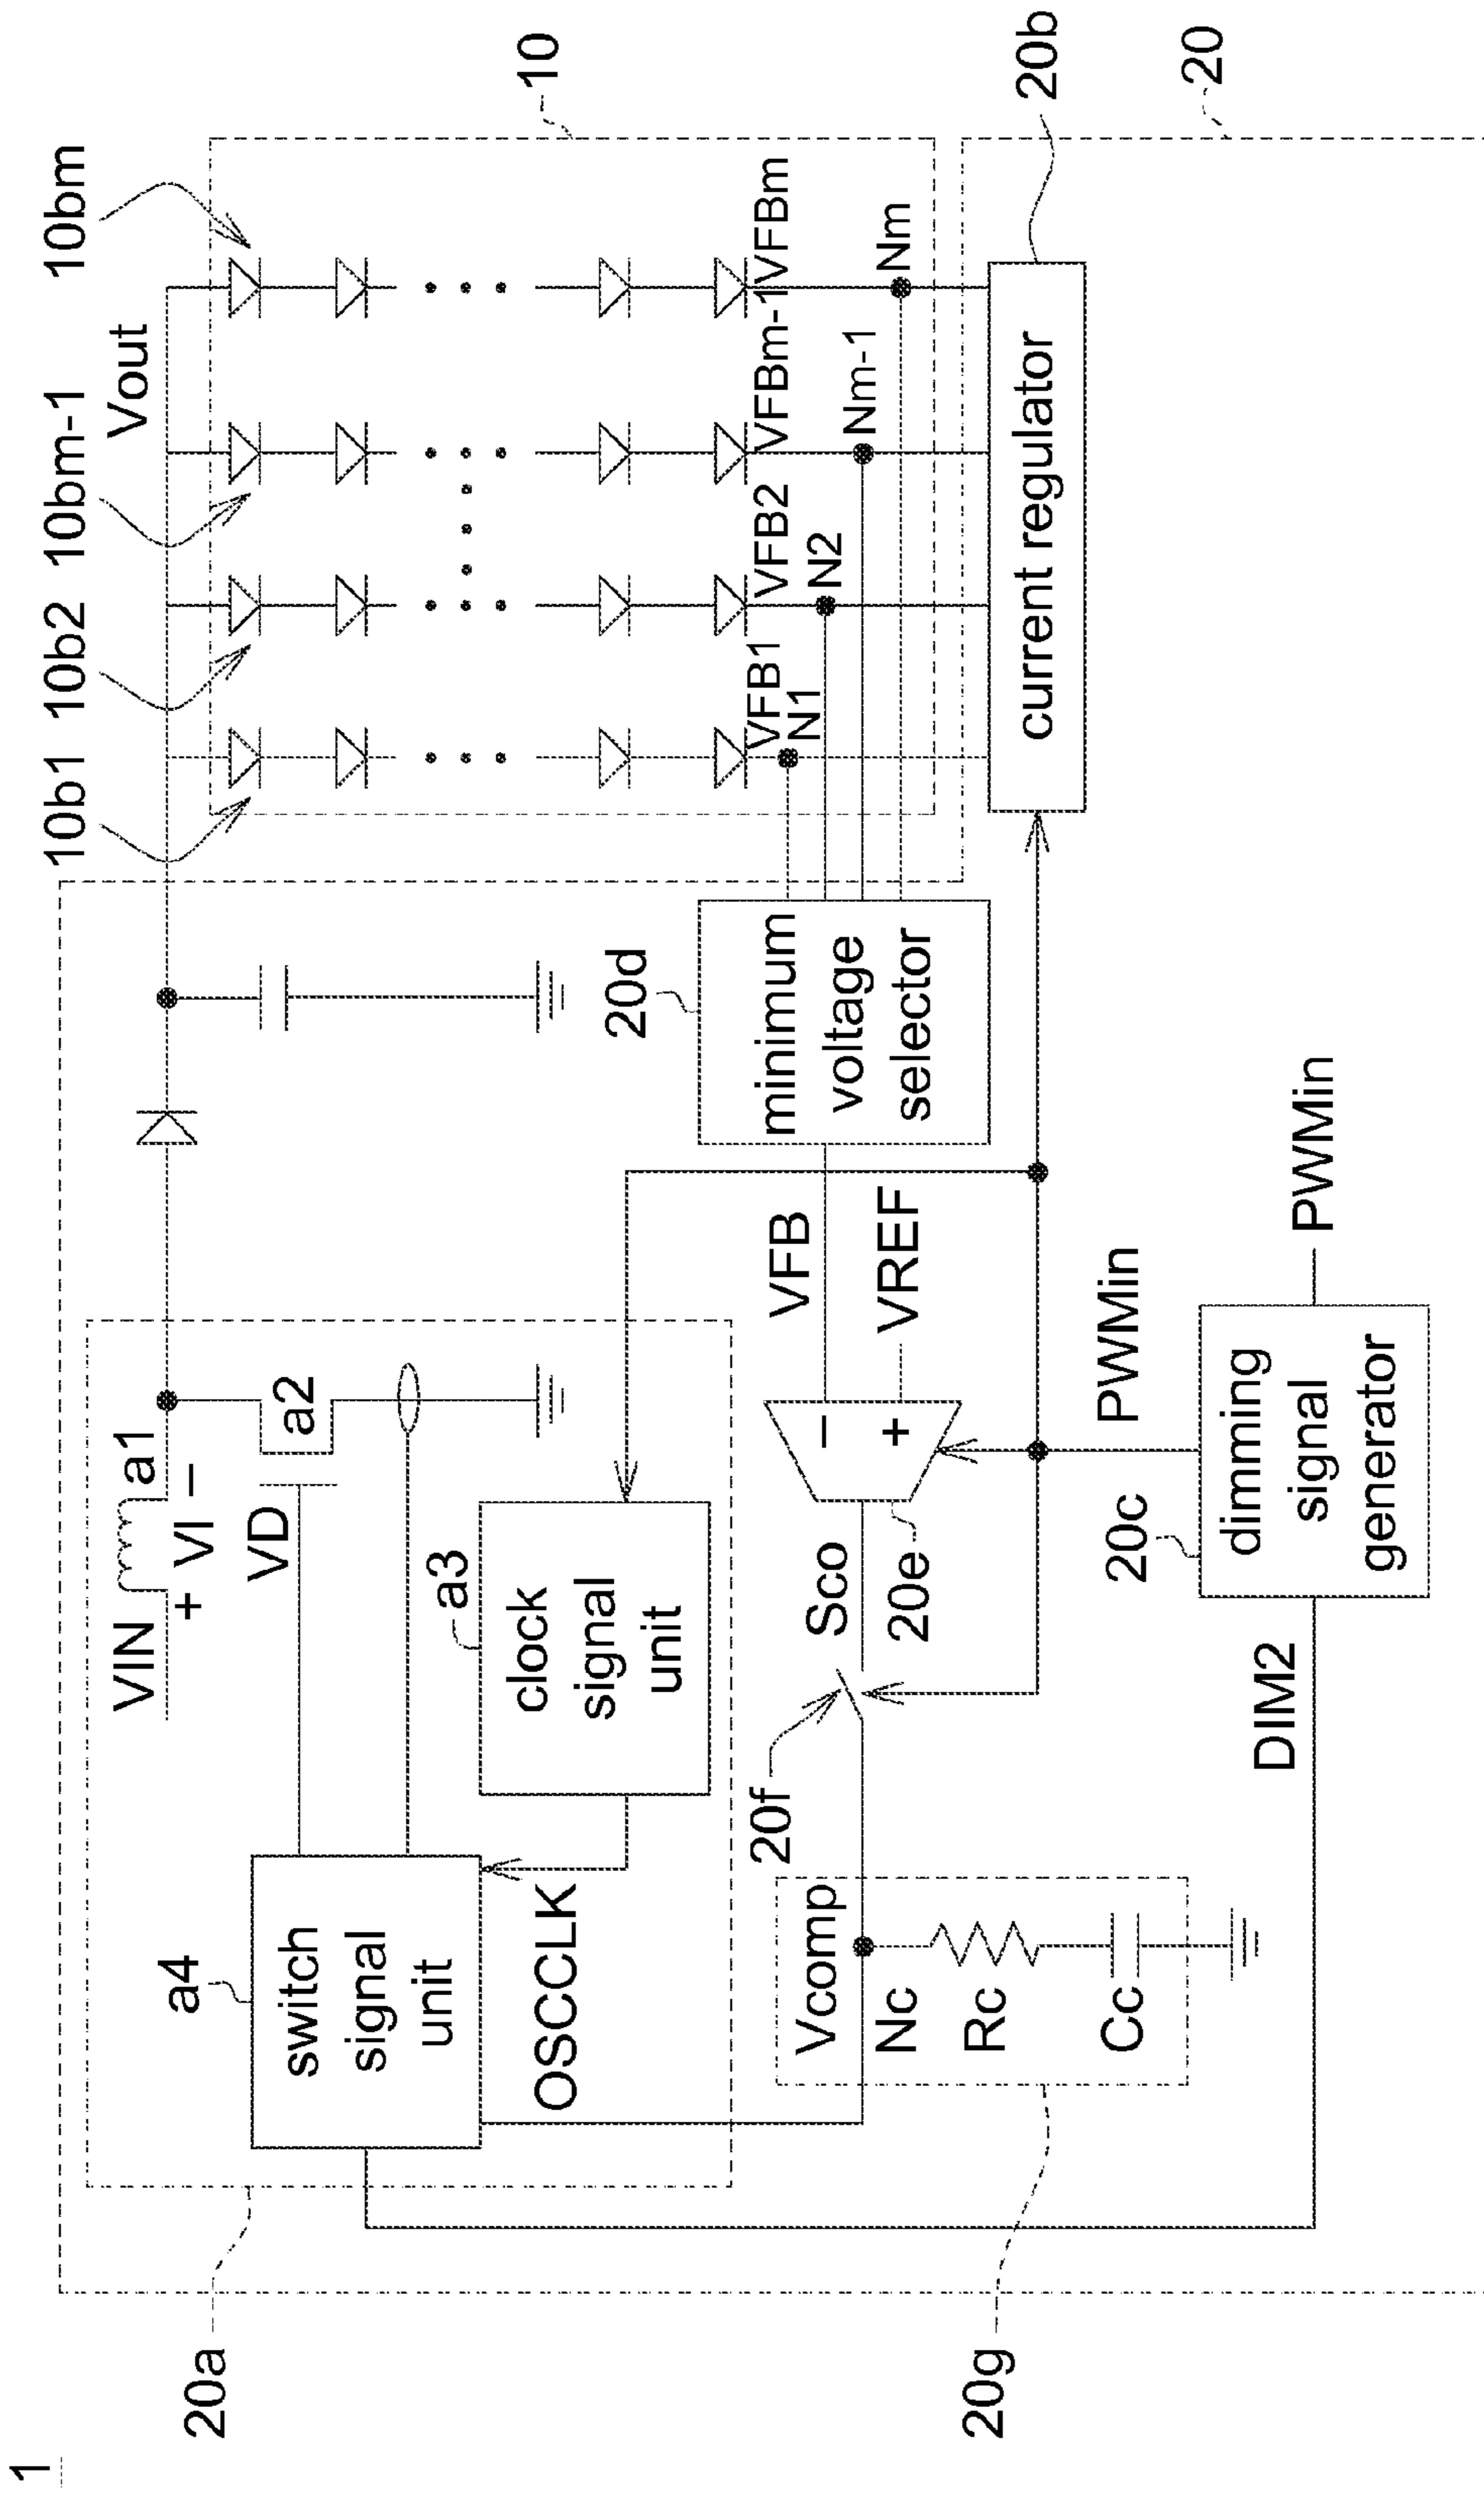 1
20a
VIN
a1
+ VI −
VD
a2
a4
switch
signal
unit
a3
clock
signal
unit
OSCCLK
Vout
10b1
10b2
10bm-1
10bm
10
VFB1
N1
VFB2
N2
VFBm-1
Nm-1
VFBm
Nm
20d
minimum
voltage
selector
VFB
VREF
−
+
20e
Sco
20f
Vcomp
Nc
Rc
Cc
20g
current regulator
20b
20
PWMin
20c
dimming
signal
generator
PWMin
DIM2